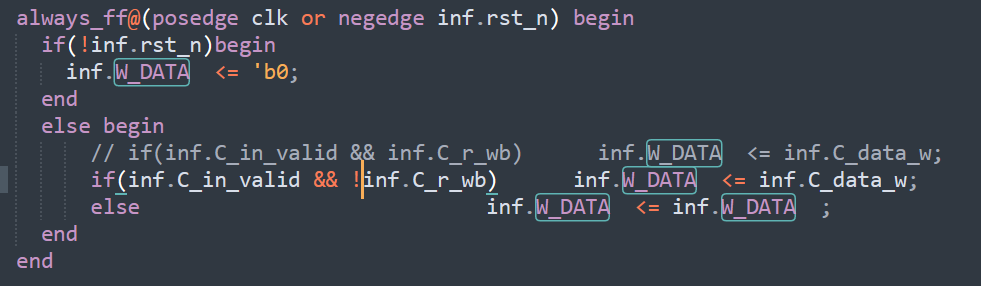 always_ff@(posedge clk or negedge inf.rst_n) begin
if(!inf.rst_n)begin
inf.W_DATA <= 'b0;
end
else begin
// if(inf.C_in_valid && inf.C_r_wb) inf.W_DATA <= inf.C_data_w;
if(inf.C_in_valid && !inf.C_r_wb) inf.W_DATA <= inf.C_data_w;
else inf.W_DATA <= inf.W_DATA ;
end
end